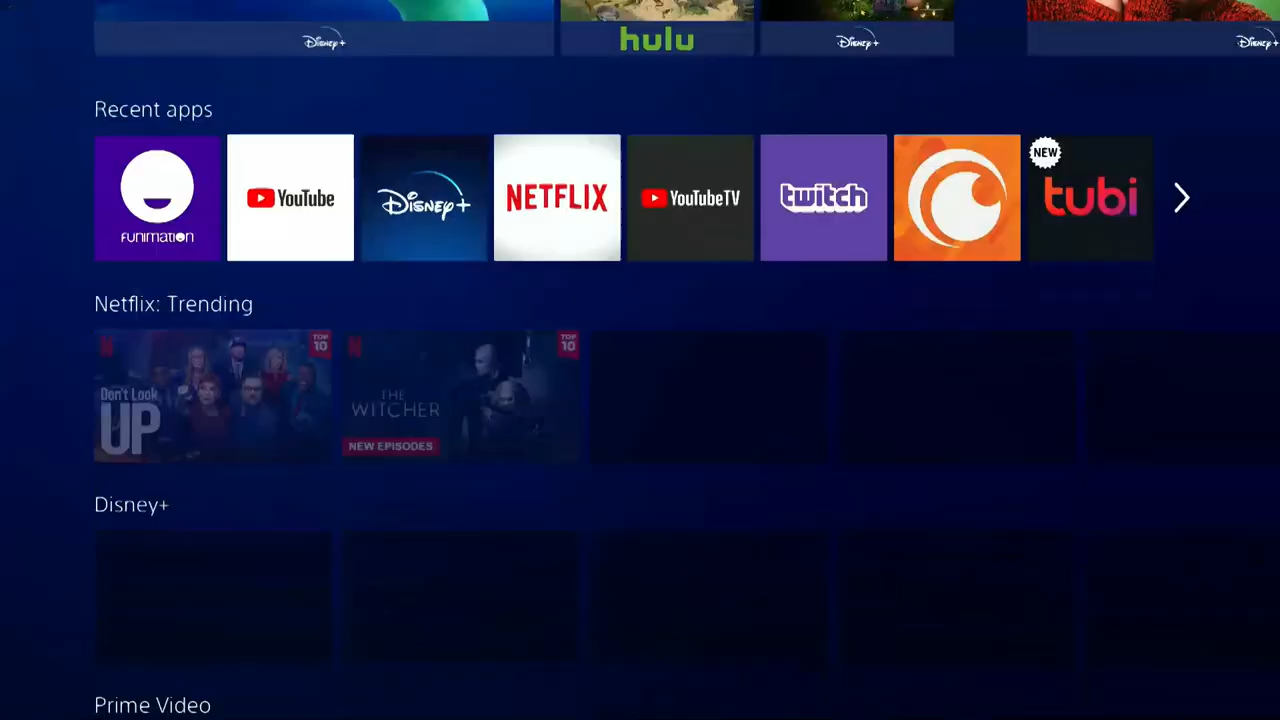 Disney+
hulu
Disney+
Disney+
Recent apps
FUNIMATION
YouTube
Disney+
NETFLIX
YouTubeTV
twitch
NEW
tubi
Netflix: Trending
N
TOP
10
Don't Look
UP
N
TOP
10
THE
WITCHER
NEW EPISODES
Disney+
Prime Video